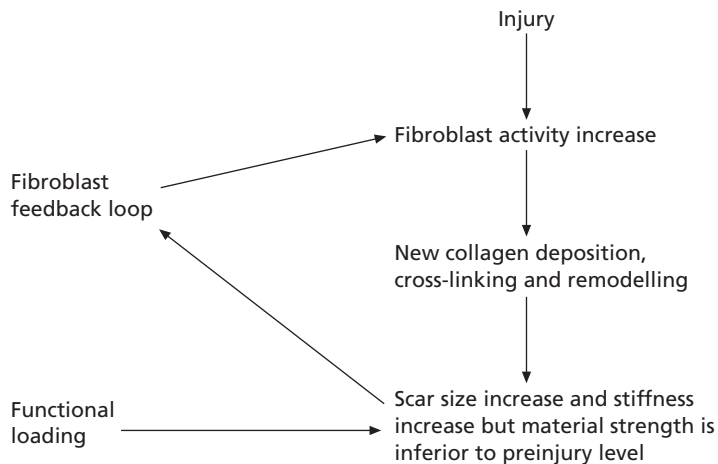 Injury
Fibroblast activity increase
Fibroblast
feedback loop
New collagen deposition,
cross-linking and remodelling
Functional
loading
Scar size increase and stiffness
increase but material strength is
inferior to preinjury level